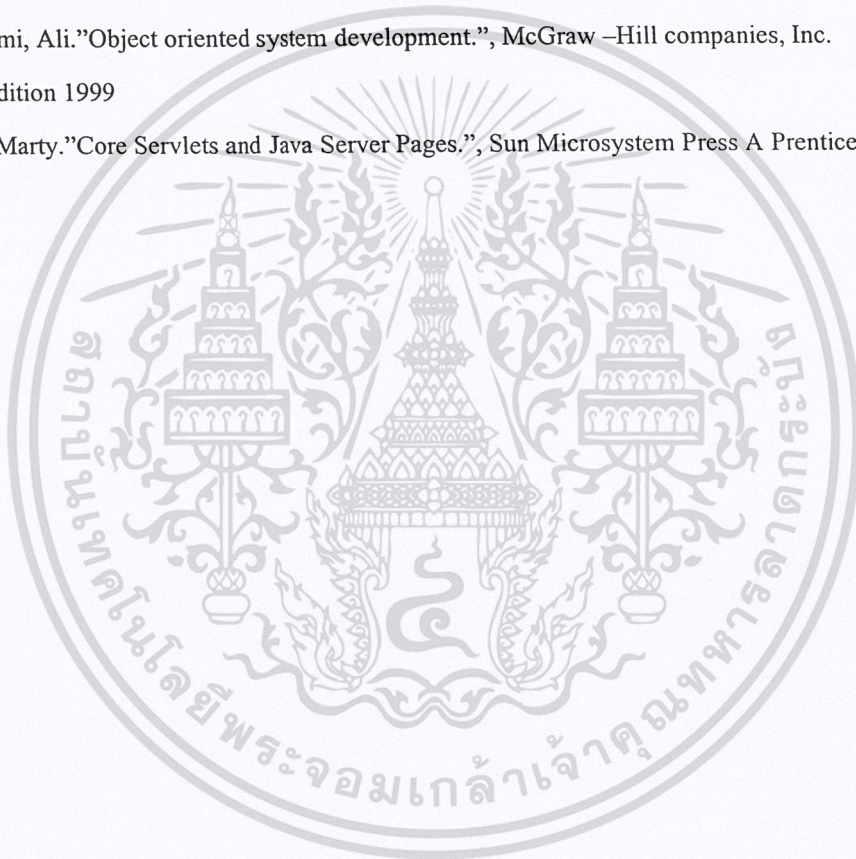 mi, Ali.”Object oriented system development.”, McGraw –Hill companies, Inc.
dition 1999
Marty.”Core Servlets and Java Server Pages.”, Sun Microsystem Press A Prentice
สถาบันเทคโนโลยีพระจอมเกล้าเจ้าคุณทหารลาดกระบัง
๔